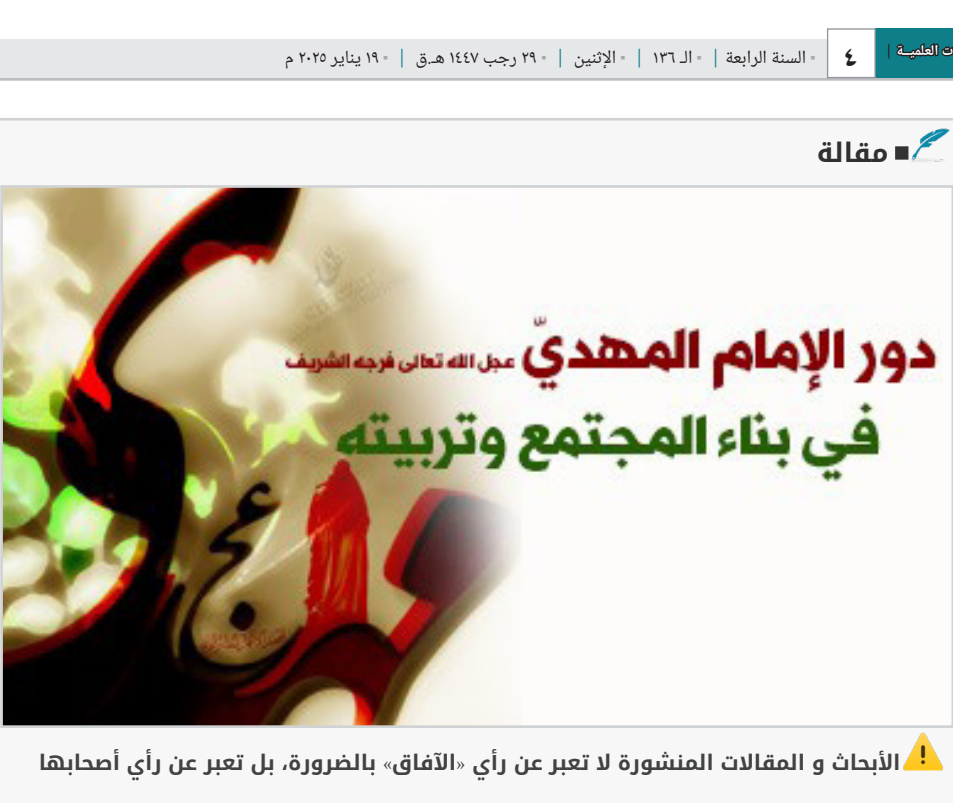 ت العلميـة | ٤ ▫ السنة الرابعة | ▫ الـ ١٣٦ | ▫ الإثنين | ▫ ٢٩ رجب ١٤٤٧ هـ.ق | ▫ ١٩ يناير ٢٠٢٥ م
■ مقالة
دور الإمام المهديّ عجل الله تعالى فرجه الشريف
في بناء المجتمع وتربيته
الأبحاث و المقالات المنشورة لا تعبر عن رأي «الآفاق» بالضرورة، بل تعبر عن رأي أصحابها